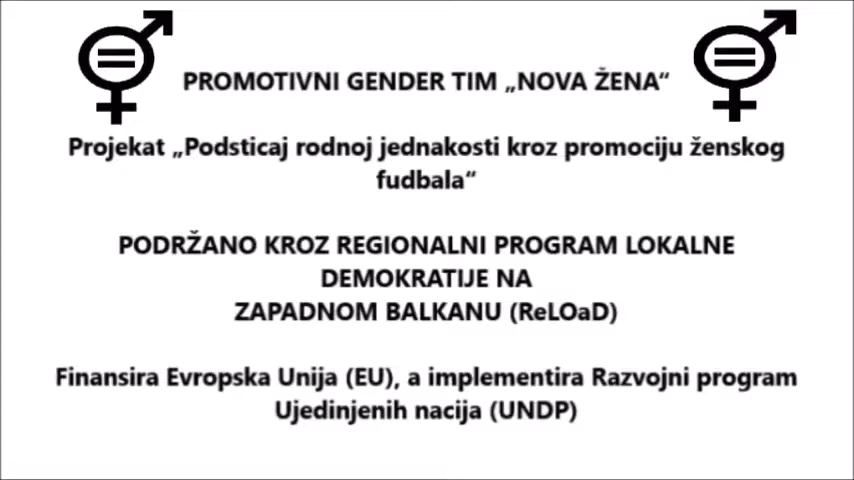 PROMOTIVNI GENDER TIM „NOVA ŽENA“
Projekat „Podsticaj rodnoj jednakosti kroz promociju ženskog
fudbala“
PODRŽANO KROZ REGIONALNI PROGRAM LOKALNE
DEMOKRATIJE NA
ZAPADNOM BALKANU (ReLOaD)
Finansira Evropska Unija (EU), a implementira Razvojni program
Ujedinjenih nacija (UNDP)